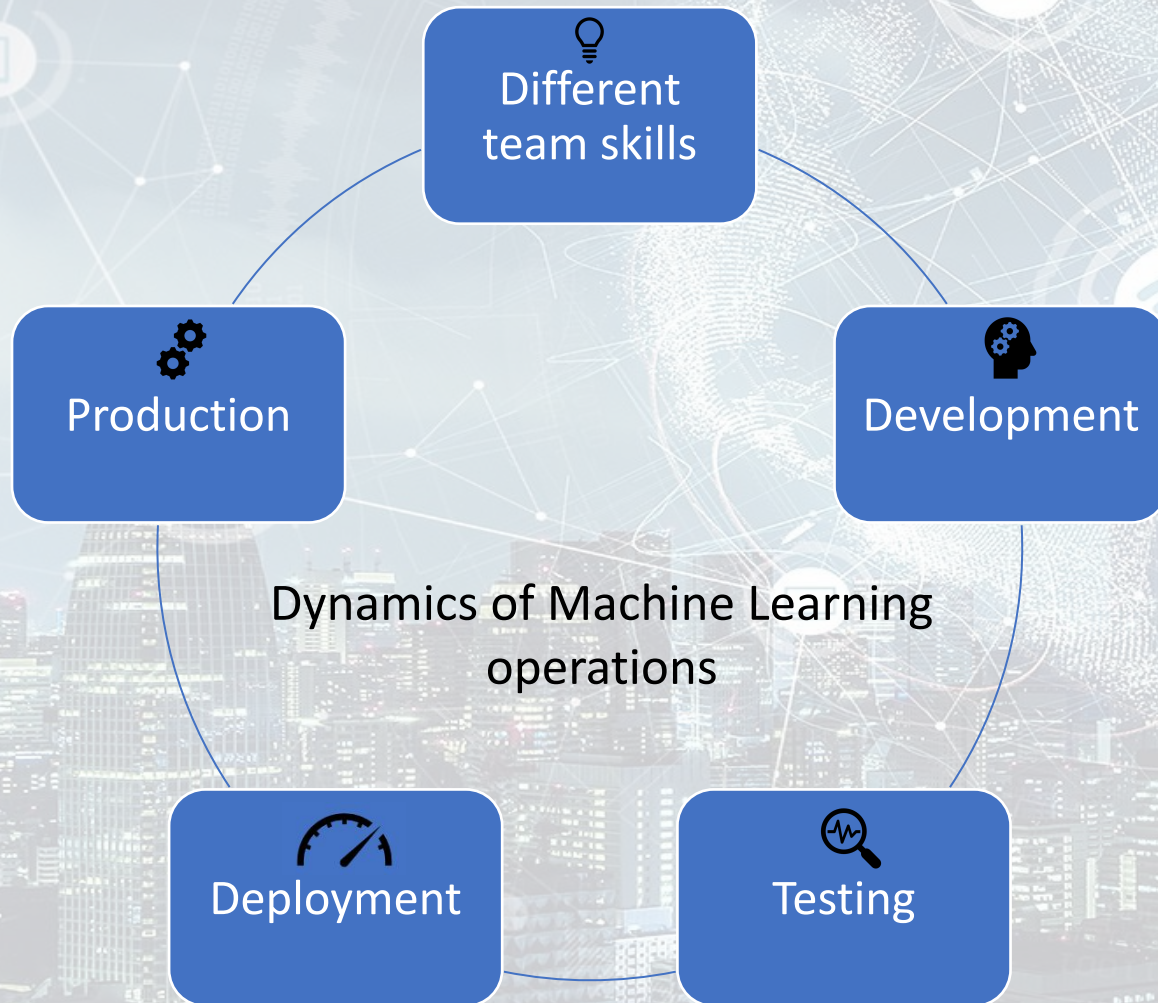 Different
team skills
Production
Development
Dynamics of Machine Learning
operations
Deployment
Testing